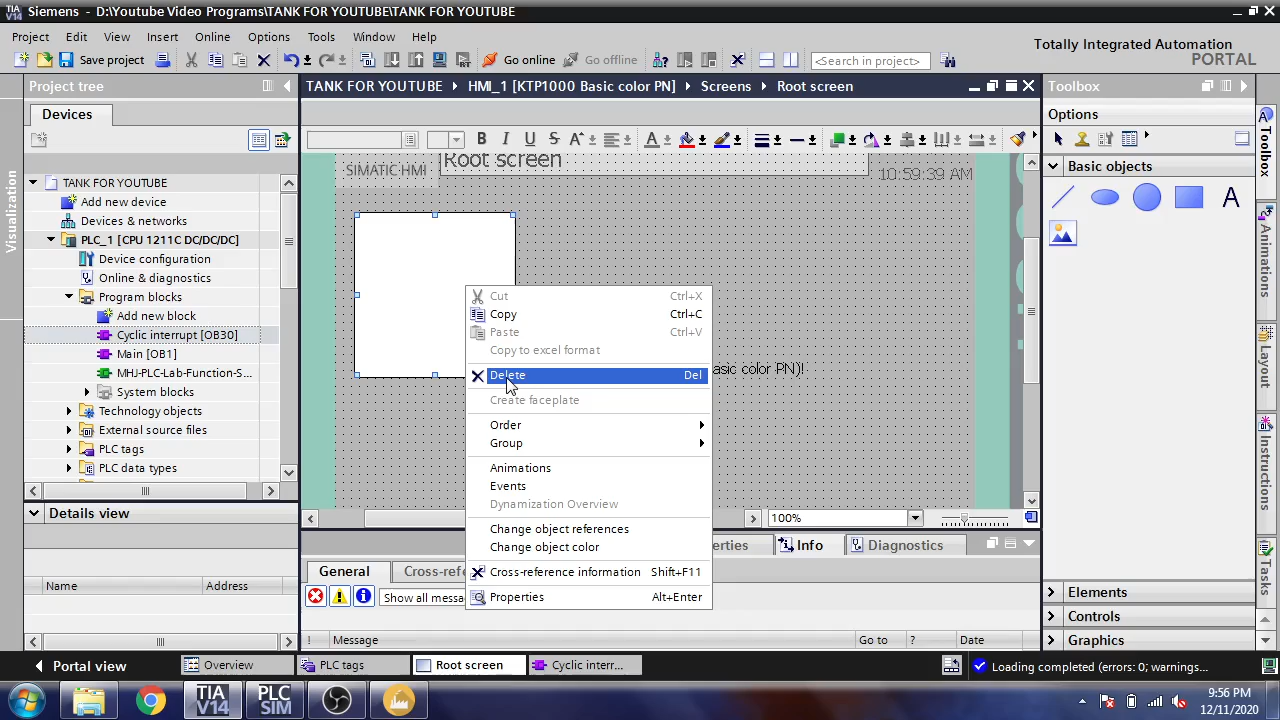 TIA
V14
Siemens - D:\Youtube Video Programs\TANK FOR YOUTUBE\TANK FOR YOUTUBE
Project Edit View Insert Online Options Tools Window Help
Totally Integrated Automation
PORTAL
Save project
Go online
Go offline
<Search in project>
Project tree
TANK FOR YOUTUBE
HMI_1 [KTP1000 Basic color PN]
Screens
Root screen
Toolbox
Devices
Options
B I U S A
A
Basic objects
A
Visualization
TANK FOR YOUTUBE
Add new device
Devices & networks
PLC_1 [CPU 1211C DC/DC/DC]
Device configuration
Online & diagnostics
Program blocks
Add new block
Cyclic interrupt [OB30]
Main [OB1]
MHJ-PLC-Lab-Function-S...
System blocks
Technology objects
External source files
PLC tags
PLC data types
SIMATIC HMI
Root screen
10:59:39 AM
asic color PN)!
Cut Ctrl+X
Copy Ctrl+C
Paste Ctrl+V
Copy to excel format
Delete Del
Create faceplate
Order
Group
Animations
Events
Dynamization Overview
Change object references
Change object color
Cross-reference information Shift+F11
Properties Alt+Enter
100%
Toolbox
Animations
Layout
Instructions
Tasks
Details view
Name Address
erties
Info
Diagnostics
General
Cross-refe
Show all messa
! Message Go to ? Date
Elements
Controls
Graphics
Portal view
Overview
PLC tags
Root screen
Cyclic interr...
Loading completed (errors: 0; warnings...
TIA
V14
PLC
SIM
9:56 PM
12/11/2020